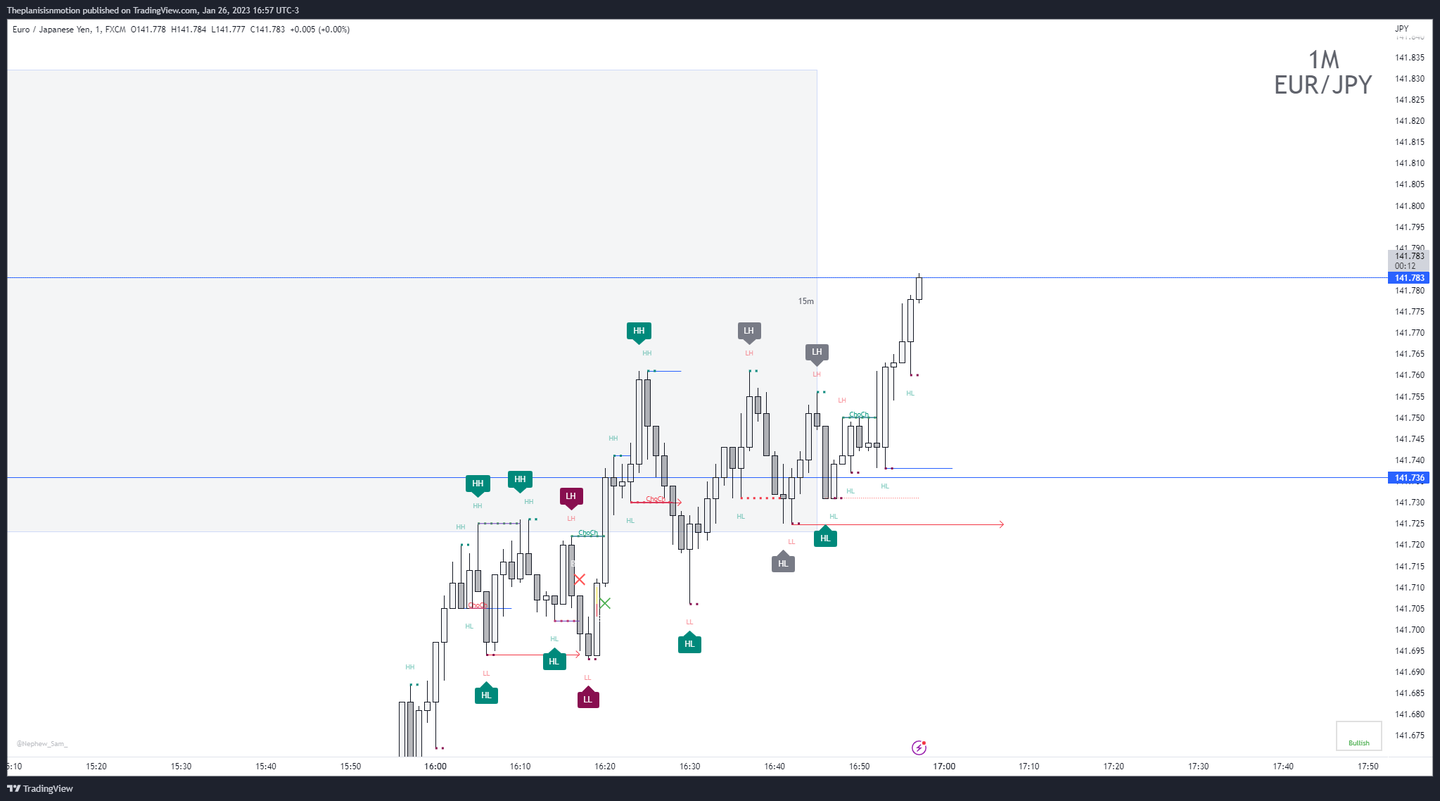 Theplanisinmotion published on TradingView.com, Jan 26, 2023 16:57 UTC-3
Euro / Japanese Yen, 1, FXCM O141.778 H141.784 L141.777 C141.783 +0.005 (+0.00%)
JPY
1M
EUR/JPY
141.840
141.835
141.830
141.825
141.820
141.815
141.810
141.805
141.800
141.795
141.790
141.783
00:12
141.783
141.780
141.775
141.770
141.765
141.760
141.755
141.750
141.745
141.740
141.736
141.730
141.725
141.720
141.715
141.710
141.705
141.700
141.695
141.690
141.685
141.680
141.675
15m
HH LH
HH LH LH
LH
HL
LH
ChoCh
HH
HH HH LH HL
HL
ChoCh
HH HH LH HL HL HL
HH ChoCh LL HL
HL
ChoCh
HL LL
HL HL
HH HL
LL LL
HL LL
@Nephew_Sam_
Bullish
5:10 15:20 15:30 15:40 15:50 16:00 16:10 16:20 16:30 16:40 16:50 17:00 17:10 17:20 17:30 17:40 17:50
TradingView